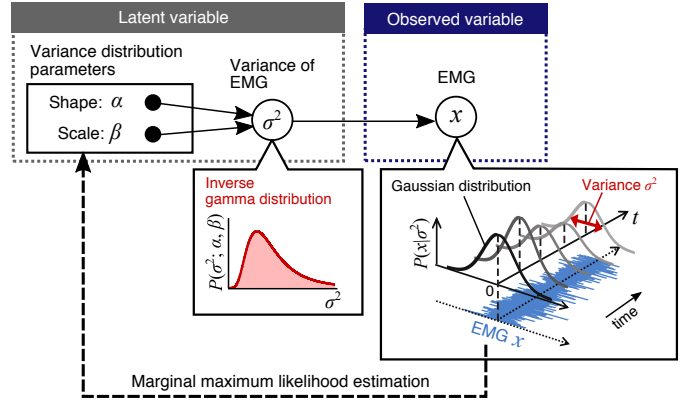 Latent variable
Observed variable
Variance distribution
parameters
Shape: α
Scale: β
Variance of
EMG
σ²
EMG
x
Inverse
gamma distribution
P(σ²; α, β)
σ²
Gaussian distribution
Variance σ²
P(x|σ²)
t
0
EMG x
time
Marginal maximum likelihood estimation